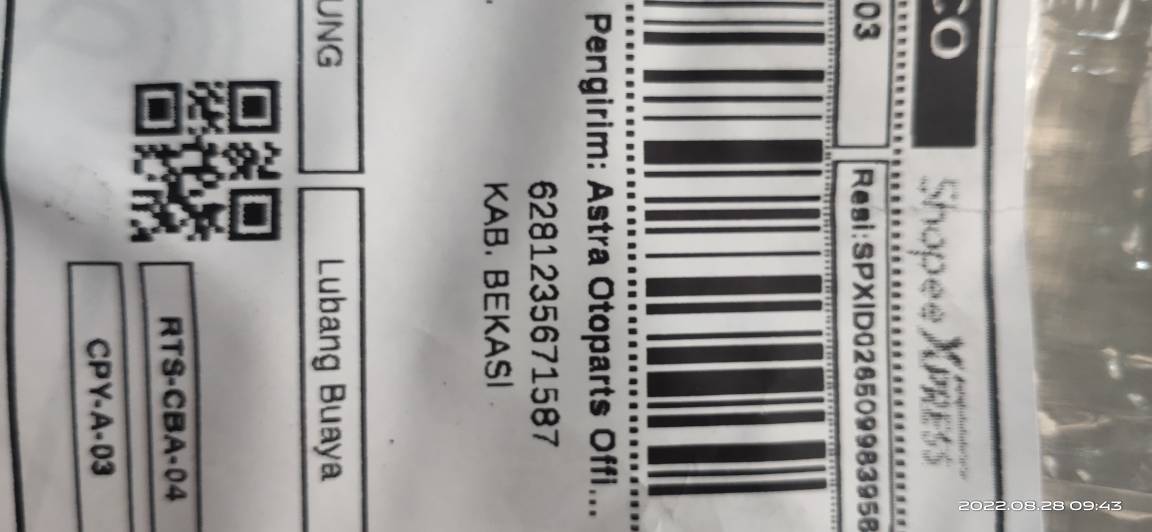 CO
Shopee Xpress
03
Resi:SPXID026509983958
Pengirim: Astra Otoparts Offi...
6281235671587
KAB. BEKASI
UNG
Lubang Buaya
RTS-CBA-04
CPY-A-03
2022.08.28 09:43